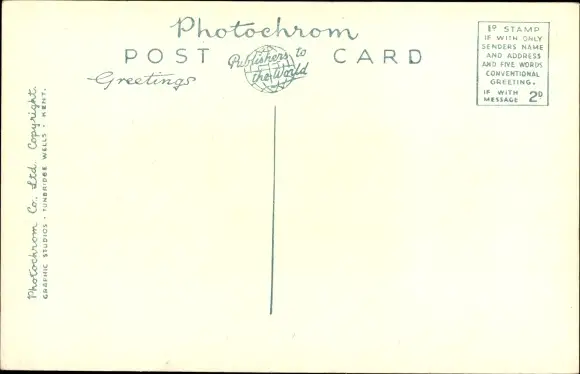 Photochrom
POST CARD
Publishers to
the World
Greetings
1D STAMP
IF WITH ONLY
SENDERS NAME
AND ADDRESS
AND FIVE WORDS
CONVENTIONAL
GREETING.
IF WITH
MESSAGE 2D
Photochrom Co., Ltd. Copyright.
GRAPHIC STUDIOS · TUNBRIDGE WELLS · KENT.